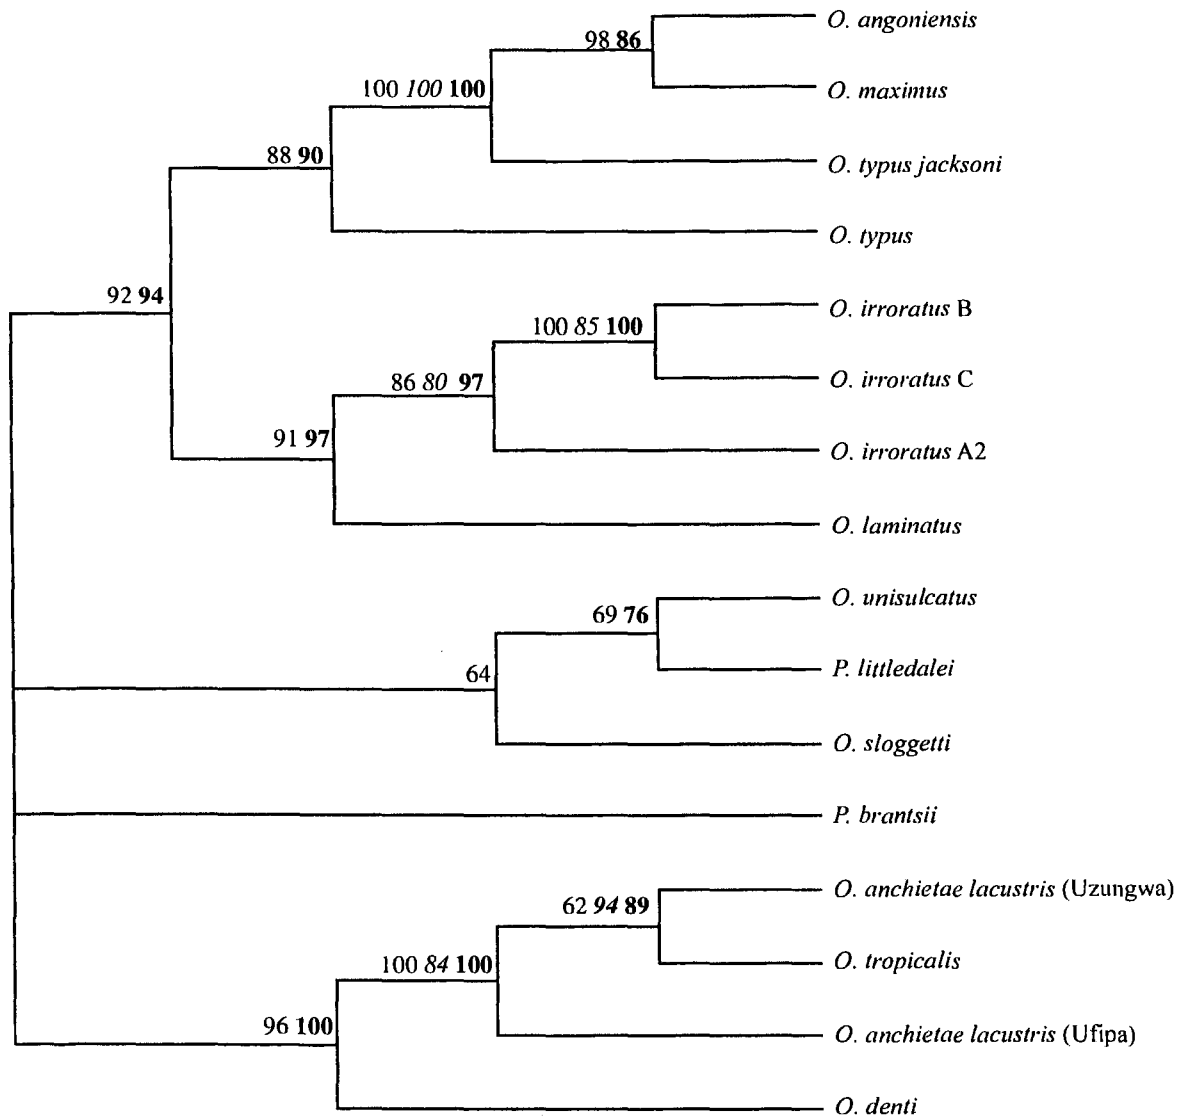 O. angoniensis
98 86
O. maximus
100 100 100
O. typus jacksoni
88 90
O. typus
92 94
O. irroratus B
100 85 100
O. irroratus C
86 80 97
O. irroratus A2
91 97
O. laminatus
O. unisulcatus
69 76
P. littledalei
64
O. sloggetti
P. brantsii
O. anchietae lacustris (Uzungwa)
62 94 89
O. tropicalis
100 84 100
O. anchietae lacustris (Ufipa)
96 100
O. denti